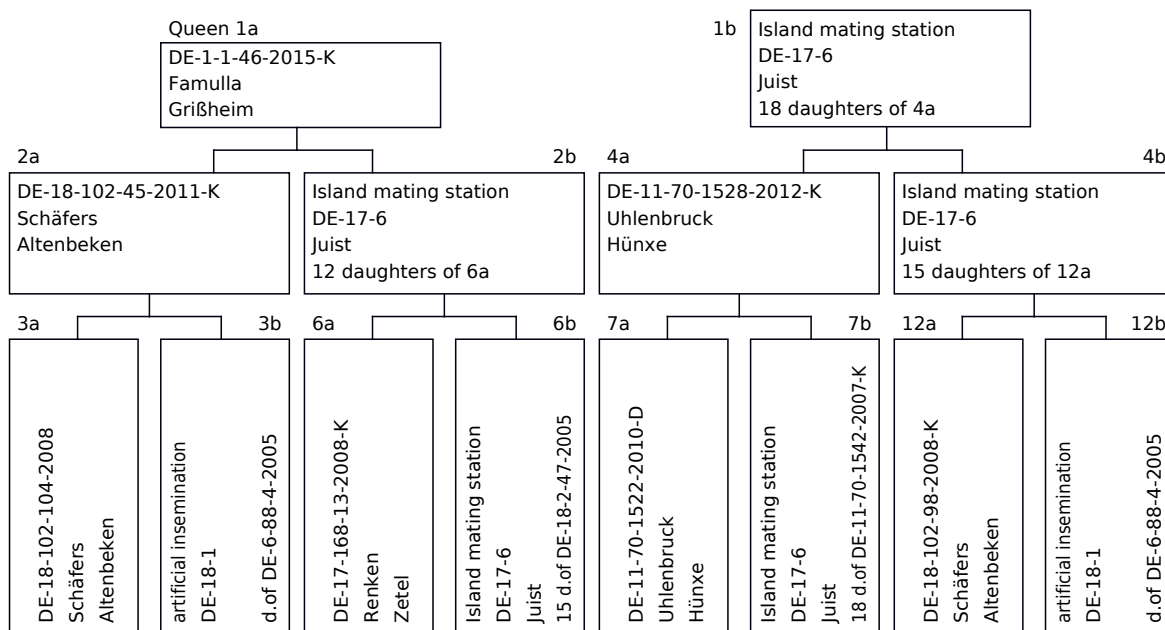 Queen 1a
DE-1-1-46-2015-K
Famulla
Grißheim
1b
Island mating station
DE-17-6
Juist
18 daughters of 4a
2a
DE-18-102-45-2011-K
Schäfers
Altenbeken
2b
Island mating station
DE-17-6
Juist
12 daughters of 6a
4a
DE-11-70-1528-2012-K
Uhlenbruck
Hünxe
4b
Island mating station
DE-17-6
Juist
15 daughters of 12a
3a
DE-18-102-104-2008
Schäfers
Altenbeken
3b
artificial insemination
DE-18-1
d.of DE-6-88-4-2005
6a
DE-17-168-13-2008-K
Renken
Zetel
6b
Island mating station
DE-17-6
Juist
15 d.of DE-18-2-47-2005
7a
DE-11-70-1522-2010-D
Uhlenbruck
Hünxe
7b
Island mating station
DE-17-6
Juist
18 d.of DE-11-70-1542-2007-K
12a
DE-18-102-98-2008-K
Schäfers
Altenbeken
12b
artificial insemination
DE-18-1
d.of DE-6-88-4-2005